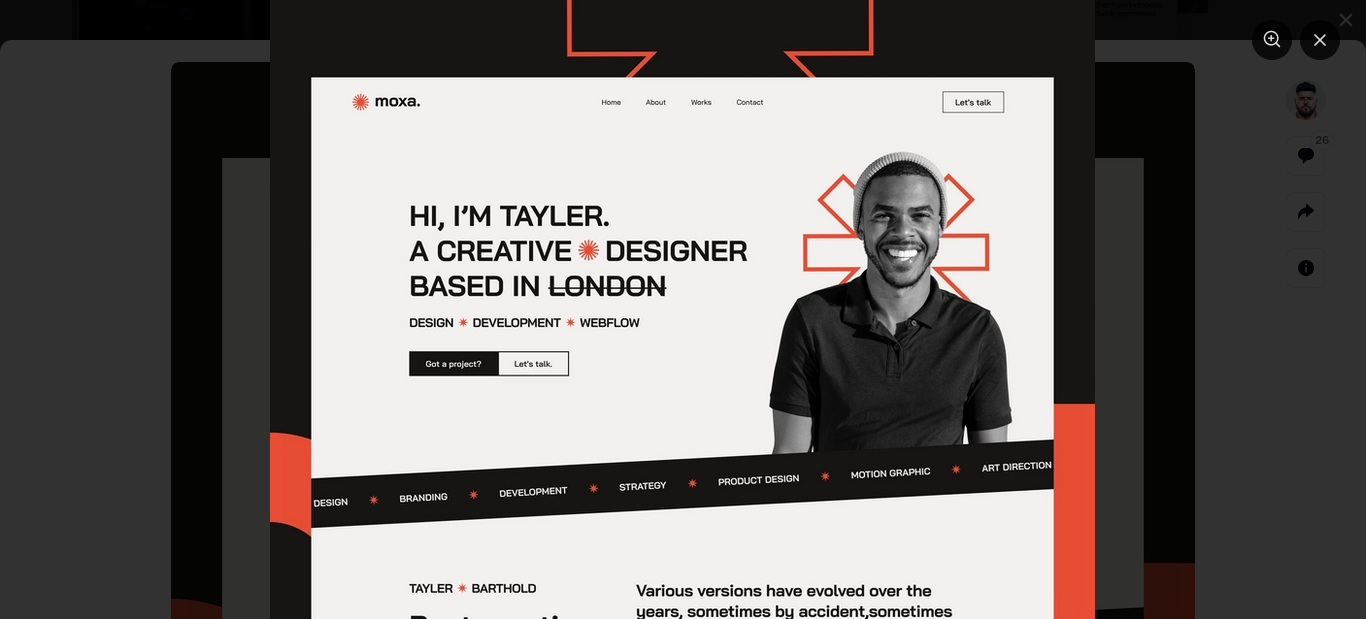 moxa.
Home About Works Contact
Let's talk
HI, I'M TAYLER.
A CREATIVE DESIGNER
BASED IN LONDON
DESIGN DEVELOPMENT WEBFLOW
Got a project? Let's talk.
DESIGN BRANDING DEVELOPMENT STRATEGY PRODUCT DESIGN MOTION GRAPHIC ART DIRECTION
TAYLER BARTHOLD
Various versions have evolved over the
years, sometimes by accident,sometimes
26